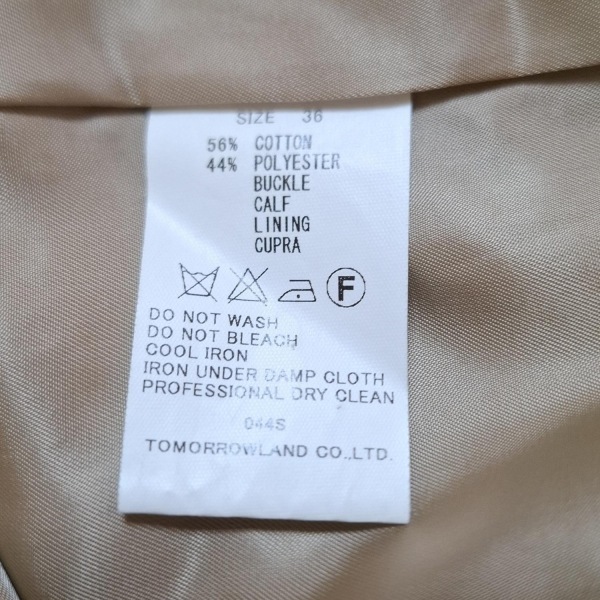 SIZE 36
56% COTTON
44% POLYESTER
BUCKLE
CALF
LINING
CUPRA
F
DO NOT WASH
DO NOT BLEACH
COOL IRON
IRON UNDER DAMP CLOTH
PROFESSIONAL DRY CLEAN
044S
TOMORROWLAND CO.,LTD.